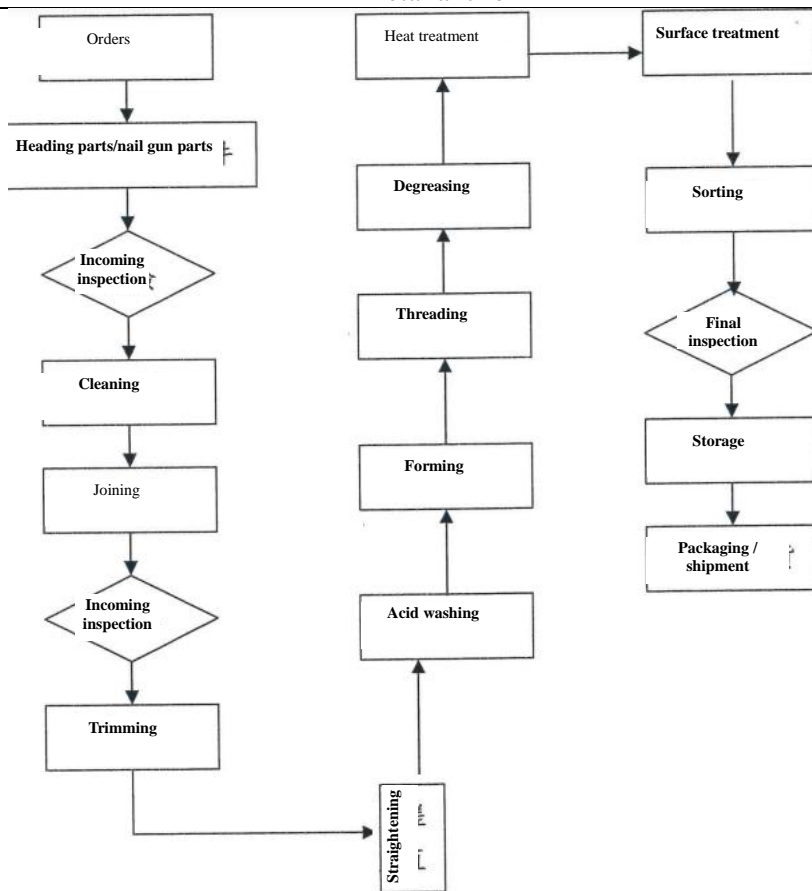 Orders
Heading parts/nail gun parts
Incoming
inspection
Cleaning
Joining
Incoming
inspection
Trimming
Straightening
Acid washing
Forming
Threading
Degreasing
Heat treatment
Surface treatment
Sorting
Final
inspection
Storage
Packaging /
shipment